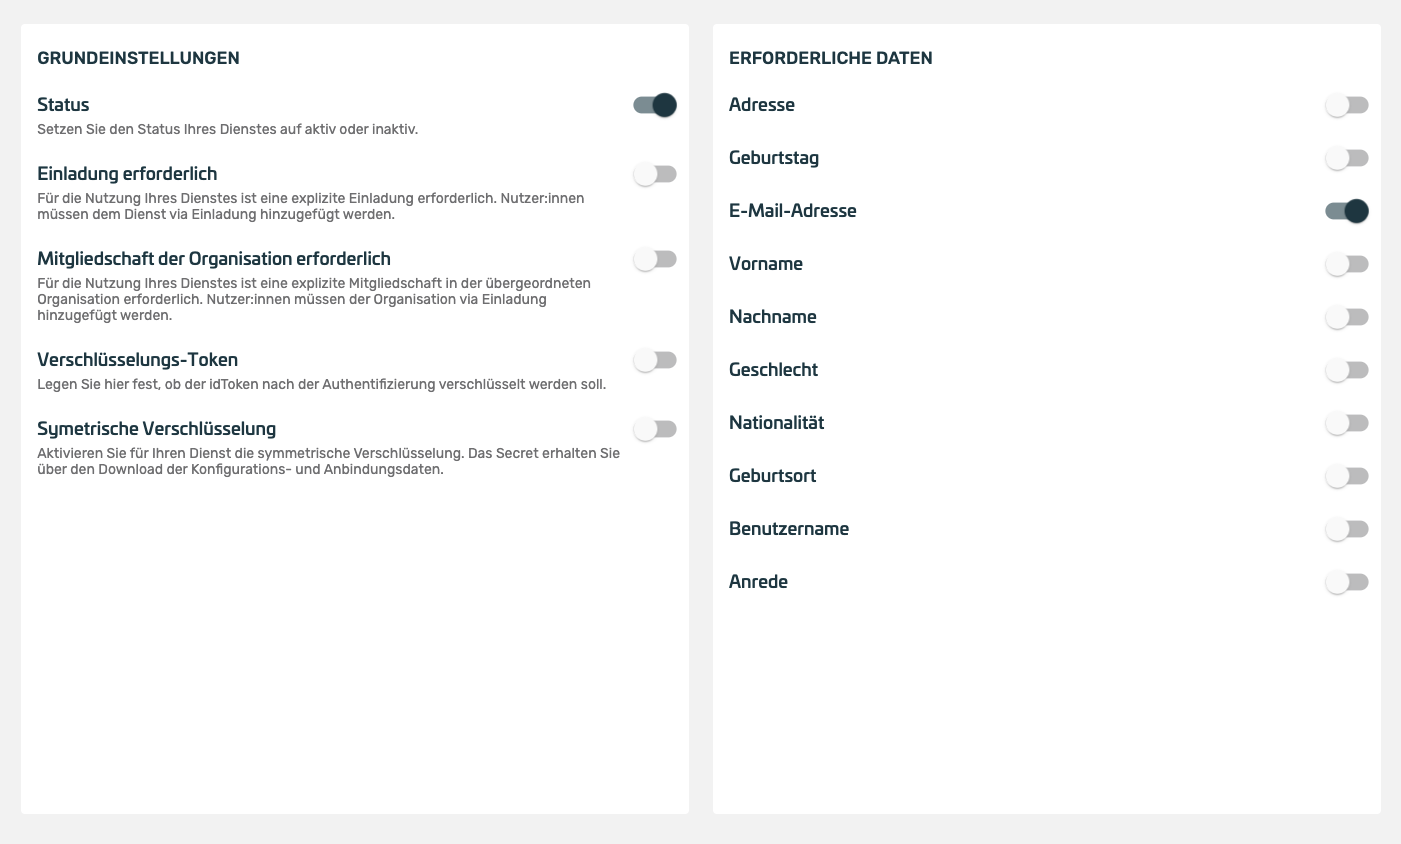 GRUNDEINSTELLUNGEN
Status
Setzen Sie den Status Ihres Dienstes auf aktiv oder inaktiv.
Einladung erforderlich
Für die Nutzung Ihres Dienstes ist eine explizite Einladung erforderlich. Nutzer:innen
müssen dem Dienst via Einladung hinzugefügt werden.
Mitgliedschaft der Organisation erforderlich
Für die Nutzung Ihres Dienstes ist eine explizite Mitgliedschaft in der übergeordneten
Organisation erforderlich. Nutzer:innen müssen der Organisation via Einladung
hinzugefügt werden.
Verschlüsselungs-Token
Legen Sie hier fest, ob der idToken nach der Authentifizierung verschlüsselt werden soll.
Symetrische Verschlüsselung
Aktivieren Sie für Ihren Dienst die symmetrische Verschlüsselung. Das Secret erhalten Sie
über den Download der Konfigurations- und Anbindungsdaten.
ERFORDERLICHE DATEN
Adresse
Geburtstag
E-Mail-Adresse
Vorname
Nachname
Geschlecht
Nationalität
Geburtsort
Benutzername
Anrede